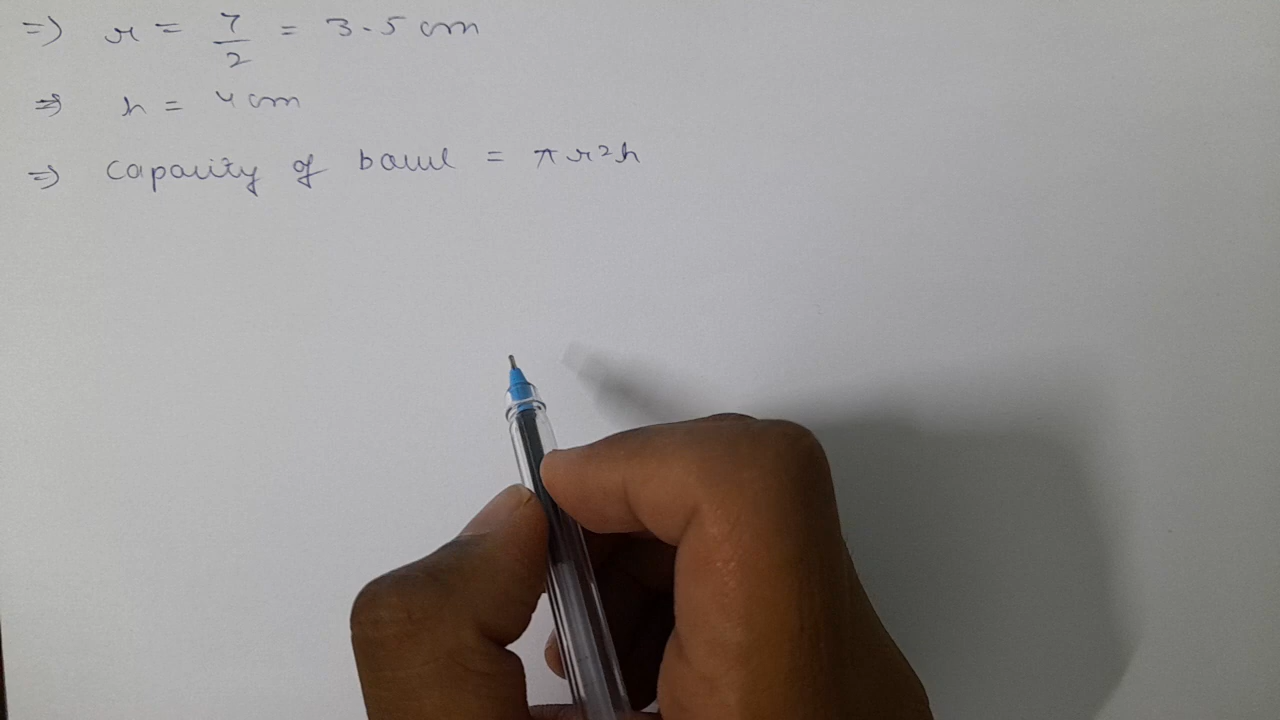 =) r = 7/2 = 3.5 cm
=) h = 4 cm
=) Capacity of bowl = πr²h